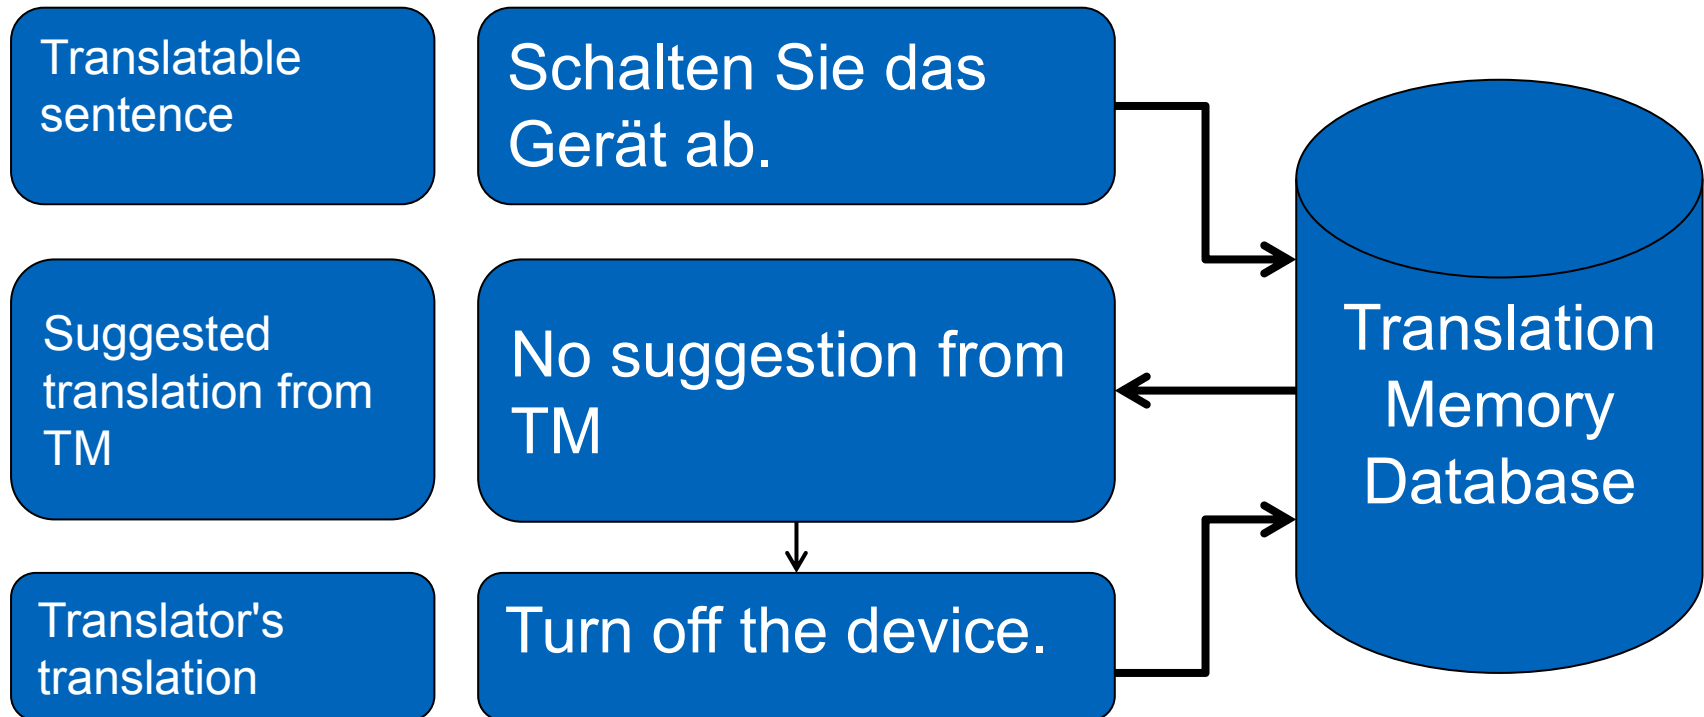 Translatable
sentence
Schalten Sie das
Gerät ab.
Suggested
translation from
TM
No suggestion from
TM
Translation
Memory
Database
Translator's
translation
Turn off the device.